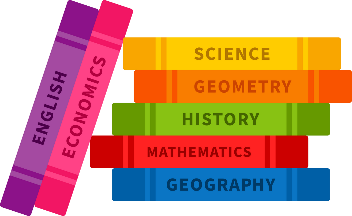 ENGLISH
ECONOMICS
SCIENCE
GEOMETRY
HISTORY
MATHEMATICS
GEOGRAPHY